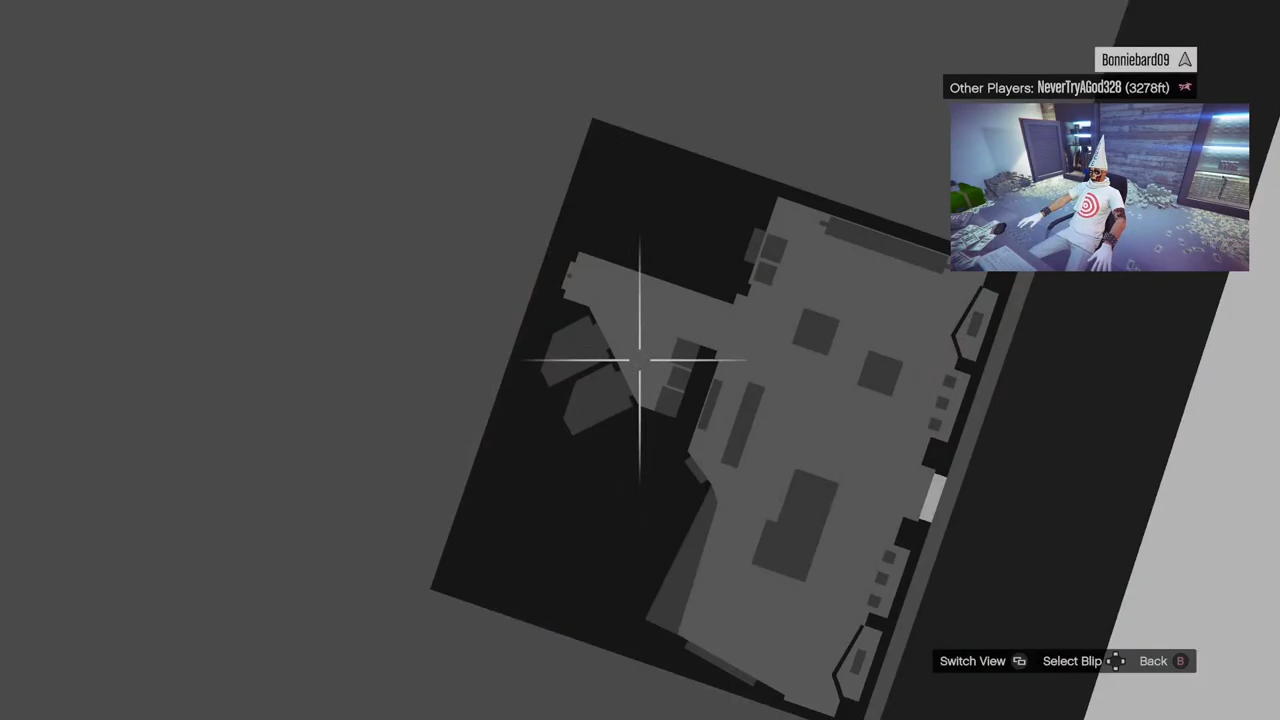 Bonniebard09
Other Players: NeverTryAGod328 (3278ft)
Switch View Select Blip Back B